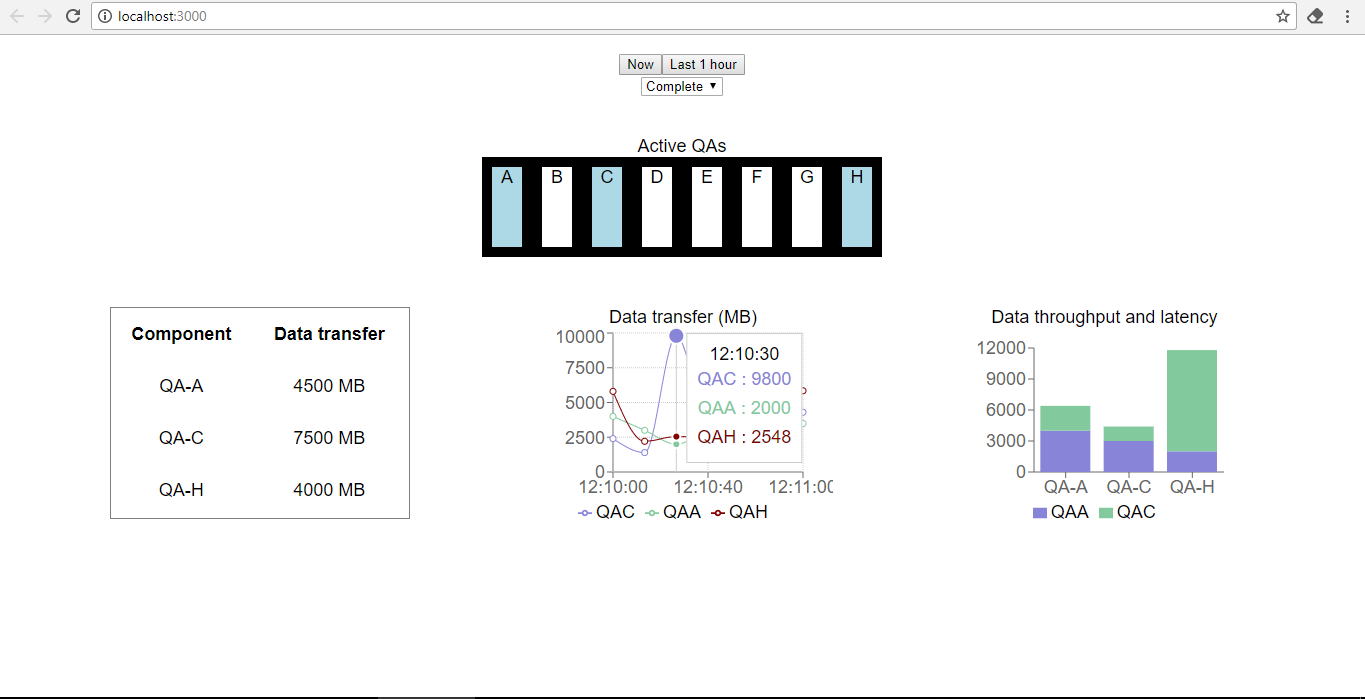 localhost:3000
Now Last 1 hour
Complete
Active QAs
A B C D E F G H
Component Data transfer
QA-A 4500 MB
QA-C 7500 MB
QA-H 4000 MB
Data transfer (MB)
10000
7500
5000
2500
0
12:10:30
QAC : 9800
QAA : 2000
QAH : 2548
12:10:00 12:10:40 12:11:00
QAC QAA QAH
Data throughput and latency
12000
9000
6000
3000
0
QA-A QA-C QA-H
QAA QAC